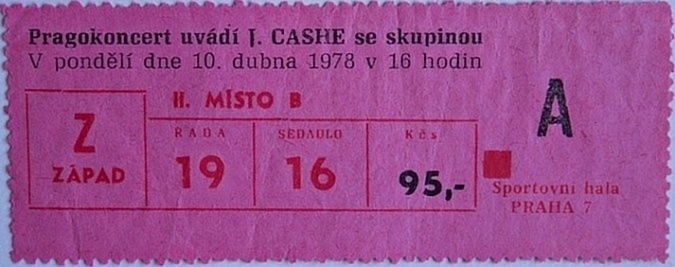 Pragokoncert uvádí J. CASHE se skupinou
V pondělí dne 10. dubna 1978 v 16 hodin
A
II. MÍSTO B
Z
ZÁPAD
ŘADA SEDADLO Kčs
19 16 95,-
Sportovní hala
PRAHA 7